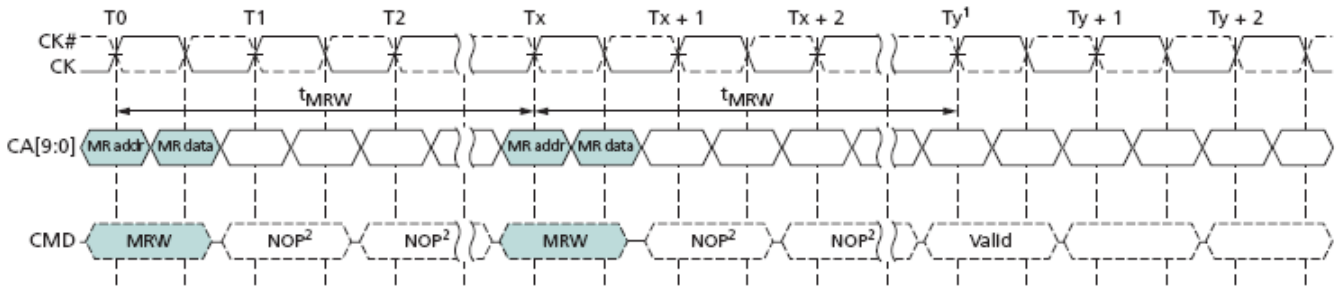 T0 T1 T2 Tx Tx + 1 Tx + 2 Ty¹ Ty + 1 Ty + 2
CK#
CK
tMRW tMRW
CA[9:0] MR addr MR data MR addr MR data
CMD MRW NOP² NOP² MRW NOP² NOP² Valid